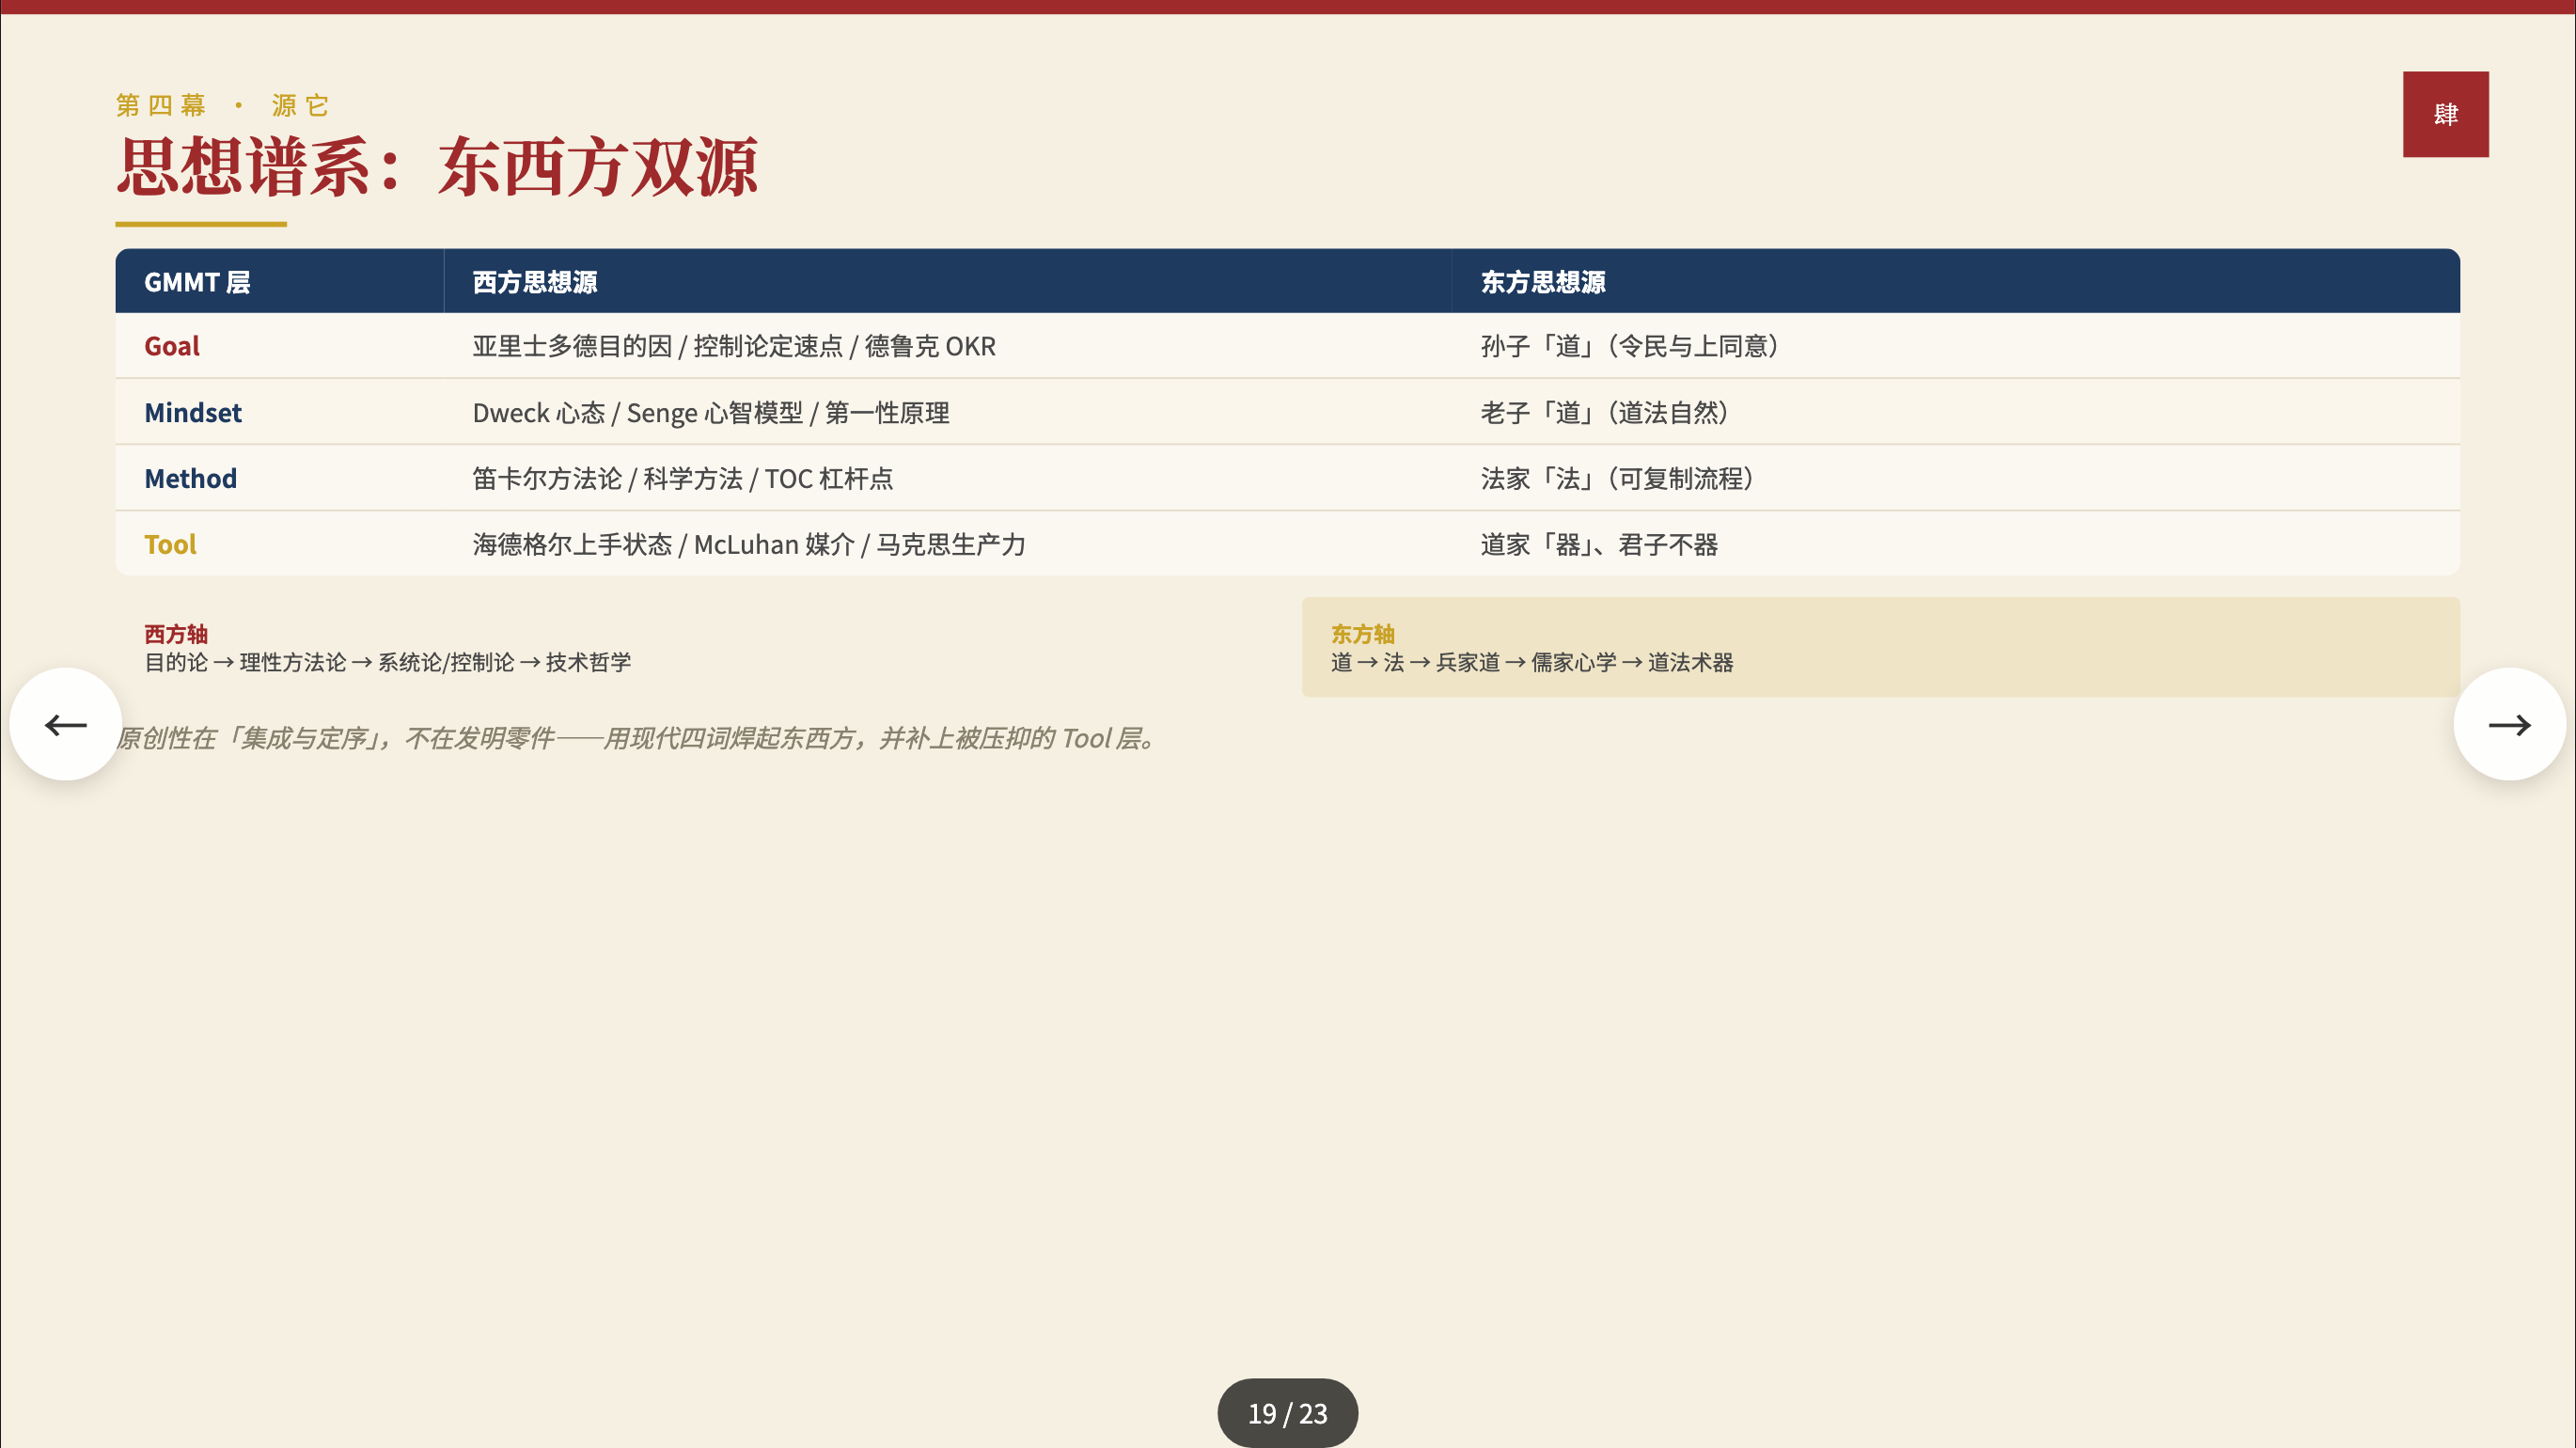 第四幕 · 源它
肆
思想谱系：东西方双源
GMMT 层 西方思想源 东方思想源
Goal 亚里士多德目的因 / 控制论定速点 / 德鲁克 OKR 孙子「道」（令民与上同意）
Mindset Dweck 心态 / Senge 心智模型 / 第一性原理 老子「道」（道法自然）
Method 笛卡尔方法论 / 科学方法 / TOC 杠杆点 法家「法」（可复制流程）
Tool 海德格尔上手状态 / McLuhan 媒介 / 马克思生产力 道家「器」、君子不器
西方轴
目的论 → 理性方法论 → 系统论/控制论 → 技术哲学
东方轴
道 → 法 → 兵家道 → 儒家心学 → 道法术器
← →
原创性在「集成与定序」，不在发明零件——用现代四词焊起东西方，并补上被压抑的 Tool 层。
19 / 23